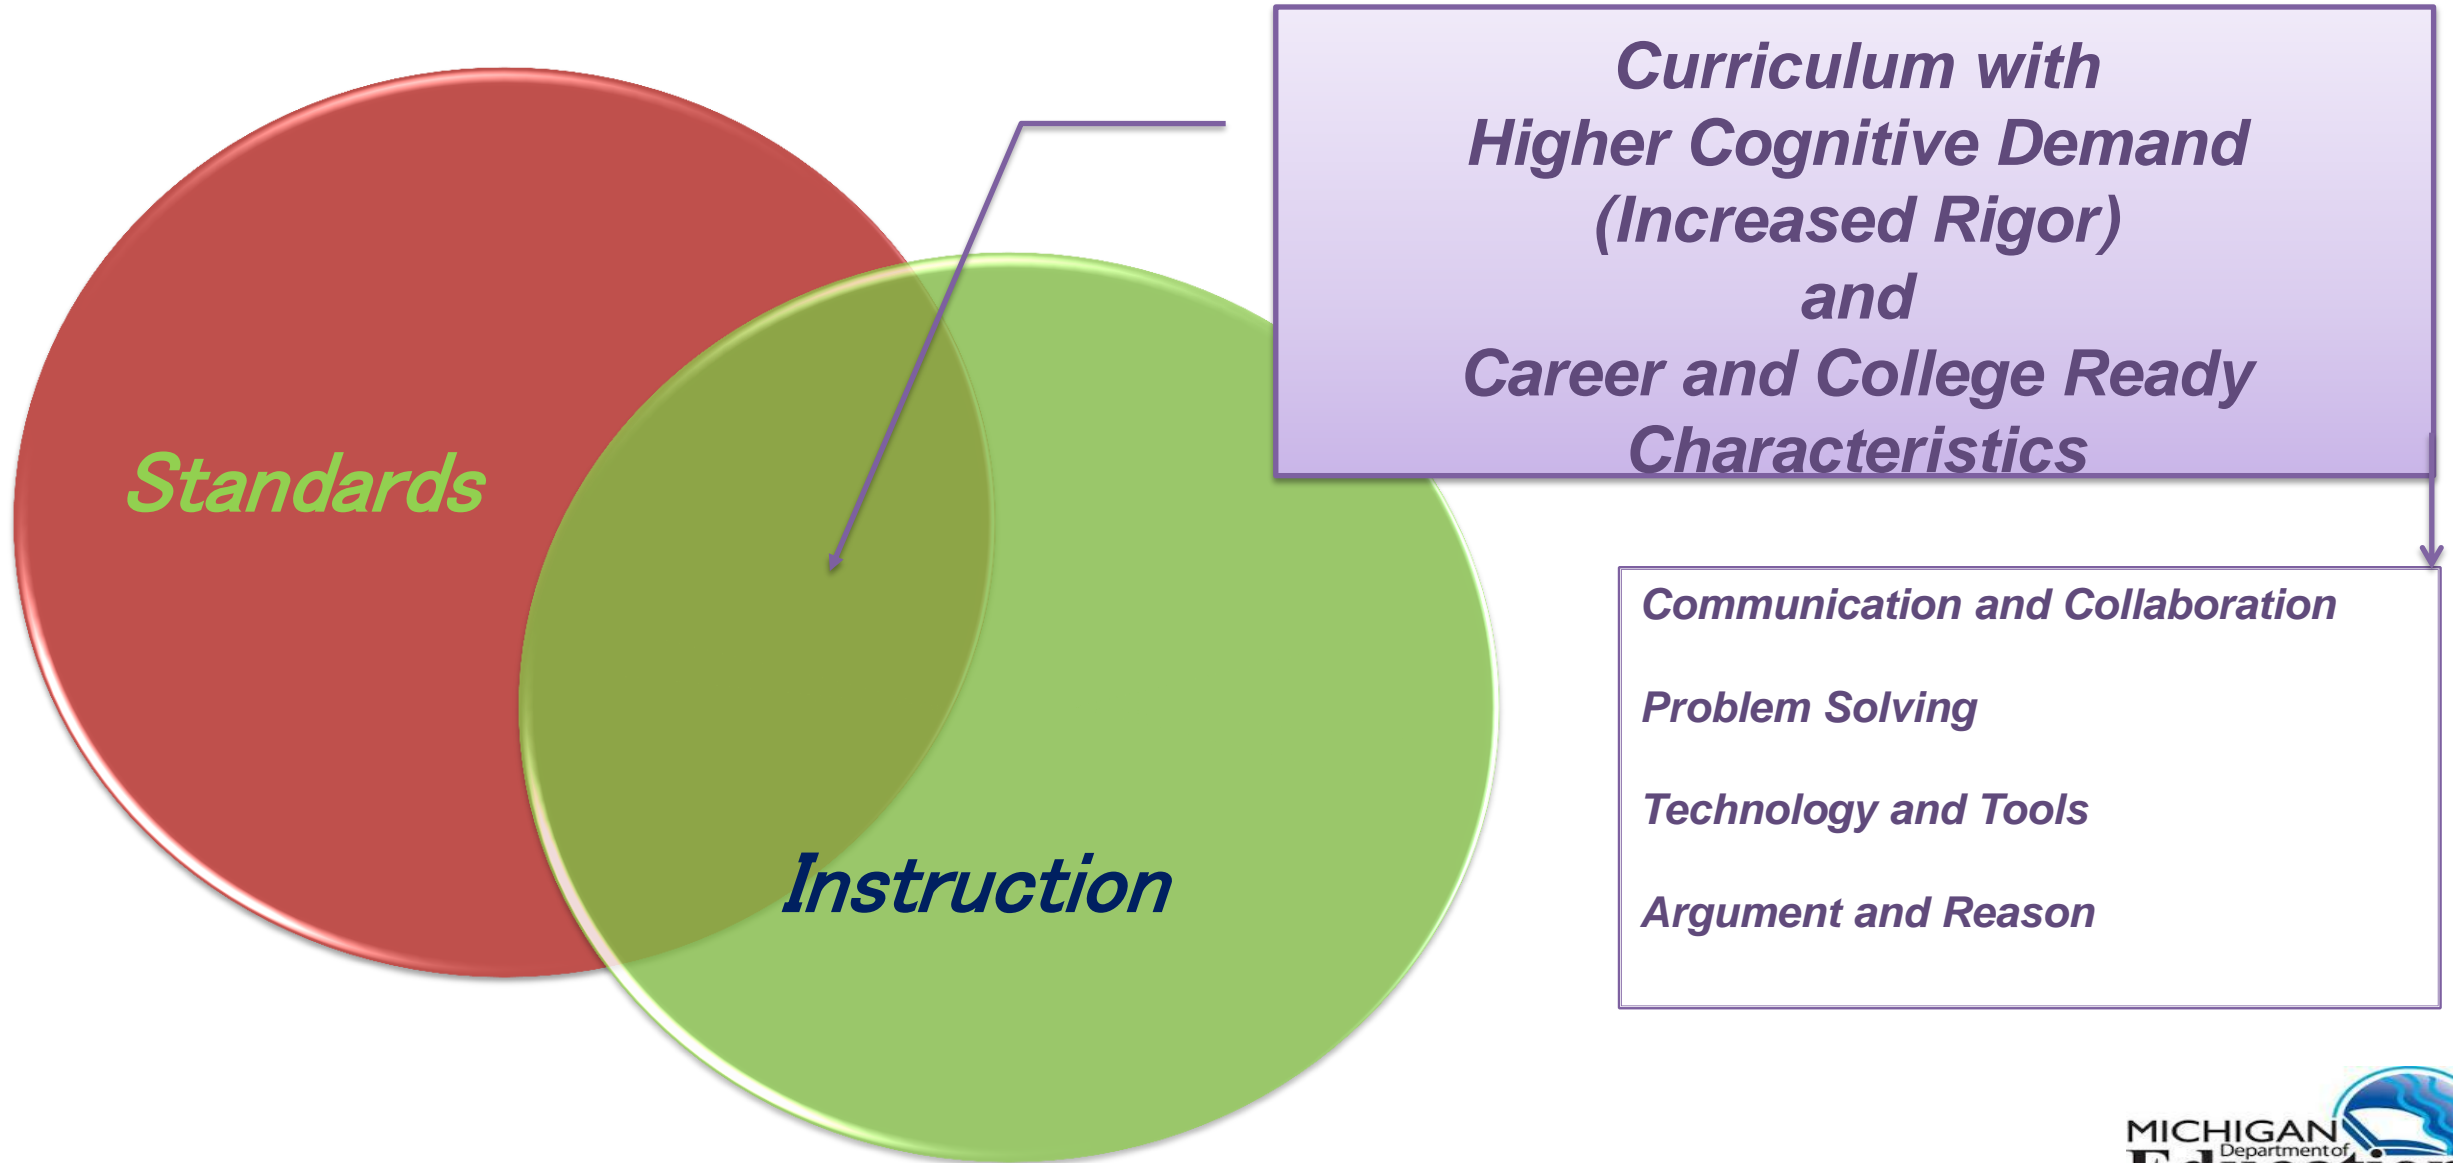 Curriculum with
Higher Cognitive Demand
(Increased Rigor)
and
Career and College Ready
Characteristics
Standards
Instruction
Communication and Collaboration
Problem Solving
Technology and Tools
Argument and Reason
MICHIGAN
Department of
Education